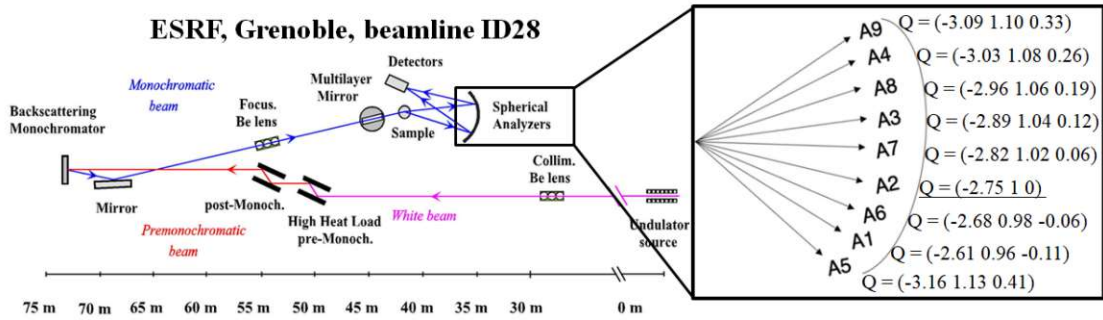 ESRF, Grenoble, beamline ID28
Detectors
Monochromatic
beam
Multilayer
Mirror
Focus.
Be lens
Backscattering
Monochromator
Spherical
Analyzers
Sample
Collim.
Be lens
Mirror
post-Monoch.
High Heat Load
pre-Monoch.
White beam
Undulator
source
Premonochromatic
beam
75 m 70 m 65 m 60 m 55 m 50 m 45 m 40 m 35 m 30 m 0 m
A9 Q = (-3.09 1.10 0.33)
A4 Q = (-3.03 1.08 0.26)
A8 Q = (-2.96 1.06 0.19)
A3 Q = (-2.89 1.04 0.12)
A7 Q = (-2.82 1.02 0.06)
A2 Q = (-2.75 1 0)
A6 Q = (-2.68 0.98 -0.06)
A1 Q = (-2.61 0.96 -0.11)
A5 Q = (-3.16 1.13 0.41)